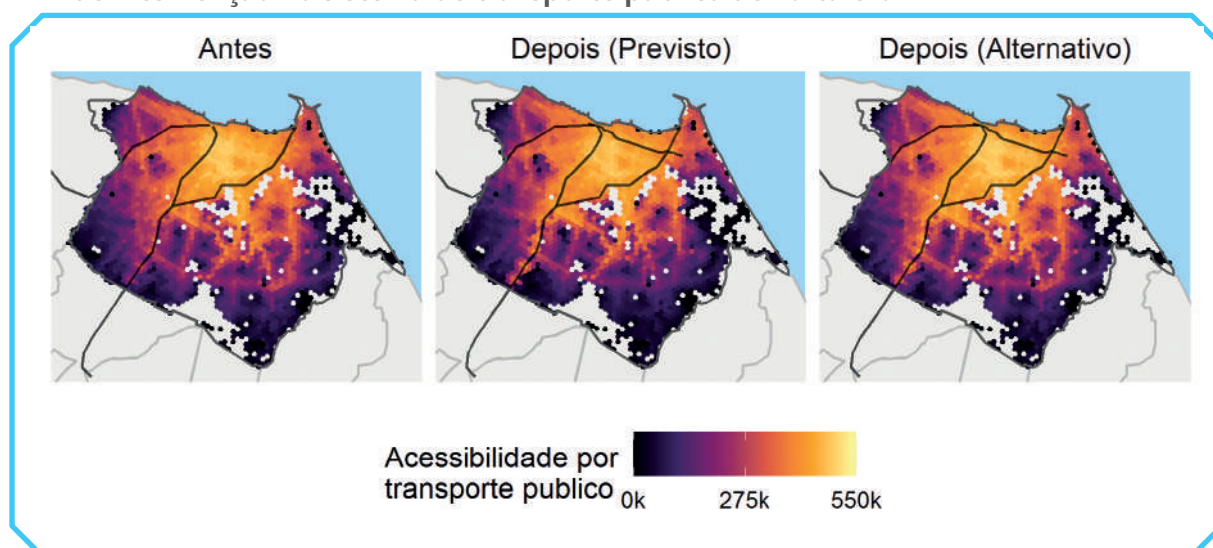 Antes
Depois (Previsto)
Depois (Alternativo)
Acessibilidade por
transporte publico
0k
275k
550k